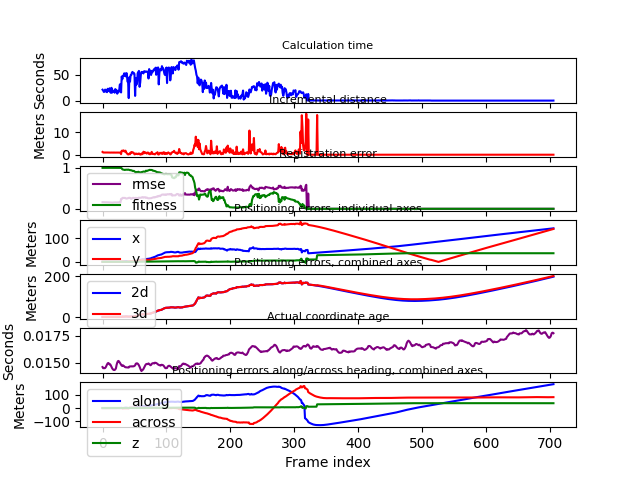 Calculation time
Seconds
50
0
Incremental distance
Meters
10
0
Registration error
1
0
rmse
fitness
Positioning errors, individual axes
Meters
100
0
x
y
Positioning errors, combined axes
Meters
200
0
2d
3d
Actual coordinate age
Seconds
0.0175
0.0150
Positioning errors along/across heading, combined axes
Meters
100
0
−100
along
across
z
0 100 200 300 400 500 600 700
Frame index